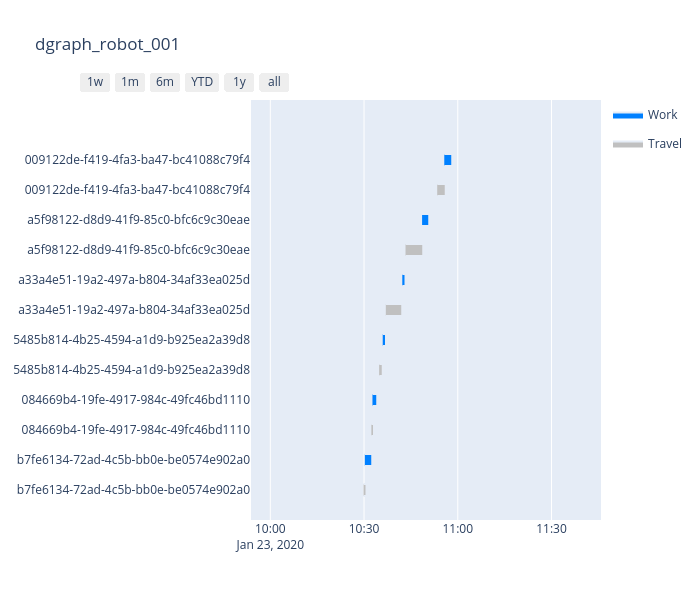 dgraph_robot_001
1w 1m 6m YTD 1y all
Work
Travel
009122de-f419-4fa3-ba47-bc41088c79f4
009122de-f419-4fa3-ba47-bc41088c79f4
a5f98122-d8d9-41f9-85c0-bfc6c9c30eae
a5f98122-d8d9-41f9-85c0-bfc6c9c30eae
a33a4e51-19a2-497a-b804-34af33ea025d
a33a4e51-19a2-497a-b804-34af33ea025d
5485b814-4b25-4594-a1d9-b925ea2a39d8
5485b814-4b25-4594-a1d9-b925ea2a39d8
084669b4-19fe-4917-984c-49fc46bd1110
084669b4-19fe-4917-984c-49fc46bd1110
b7fe6134-72ad-4c5b-bb0e-be0574e902a0
b7fe6134-72ad-4c5b-bb0e-be0574e902a0
10:00 10:30 11:00 11:30
Jan 23, 2020